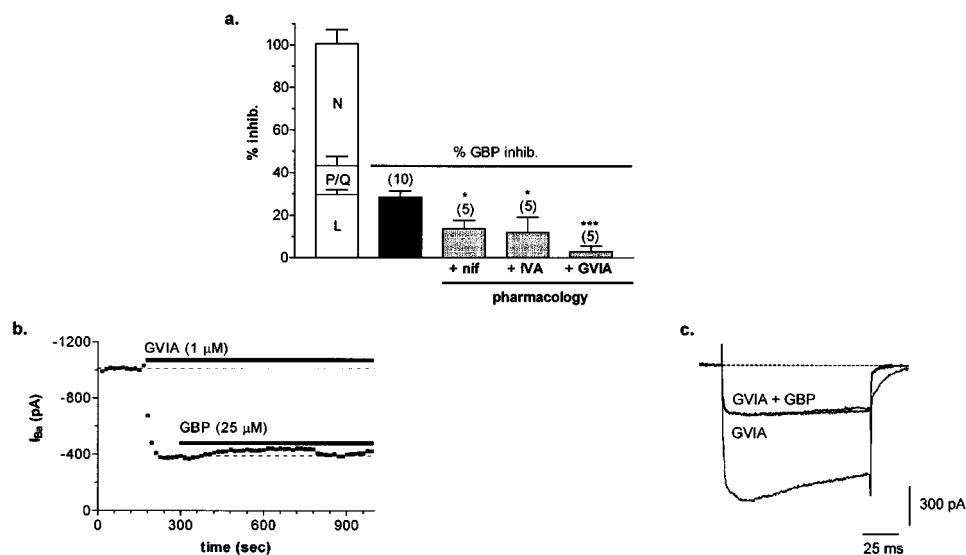 a.
% inhib.
100
80
60
40
20
0
N
P/Q
L
% GBP inhib.
(10)
*
(5)
*
(5)
***
(5)
+ nif
+ IVA
+ GVIA
pharmacology
b.
I_Ba (pA)
-1200
-800
-400
0
GVIA (1 µM)
GBP (25 µM)
0
300
600
900
time (sec)
c.
GVIA + GBP
GVIA
300 pA
25 ms